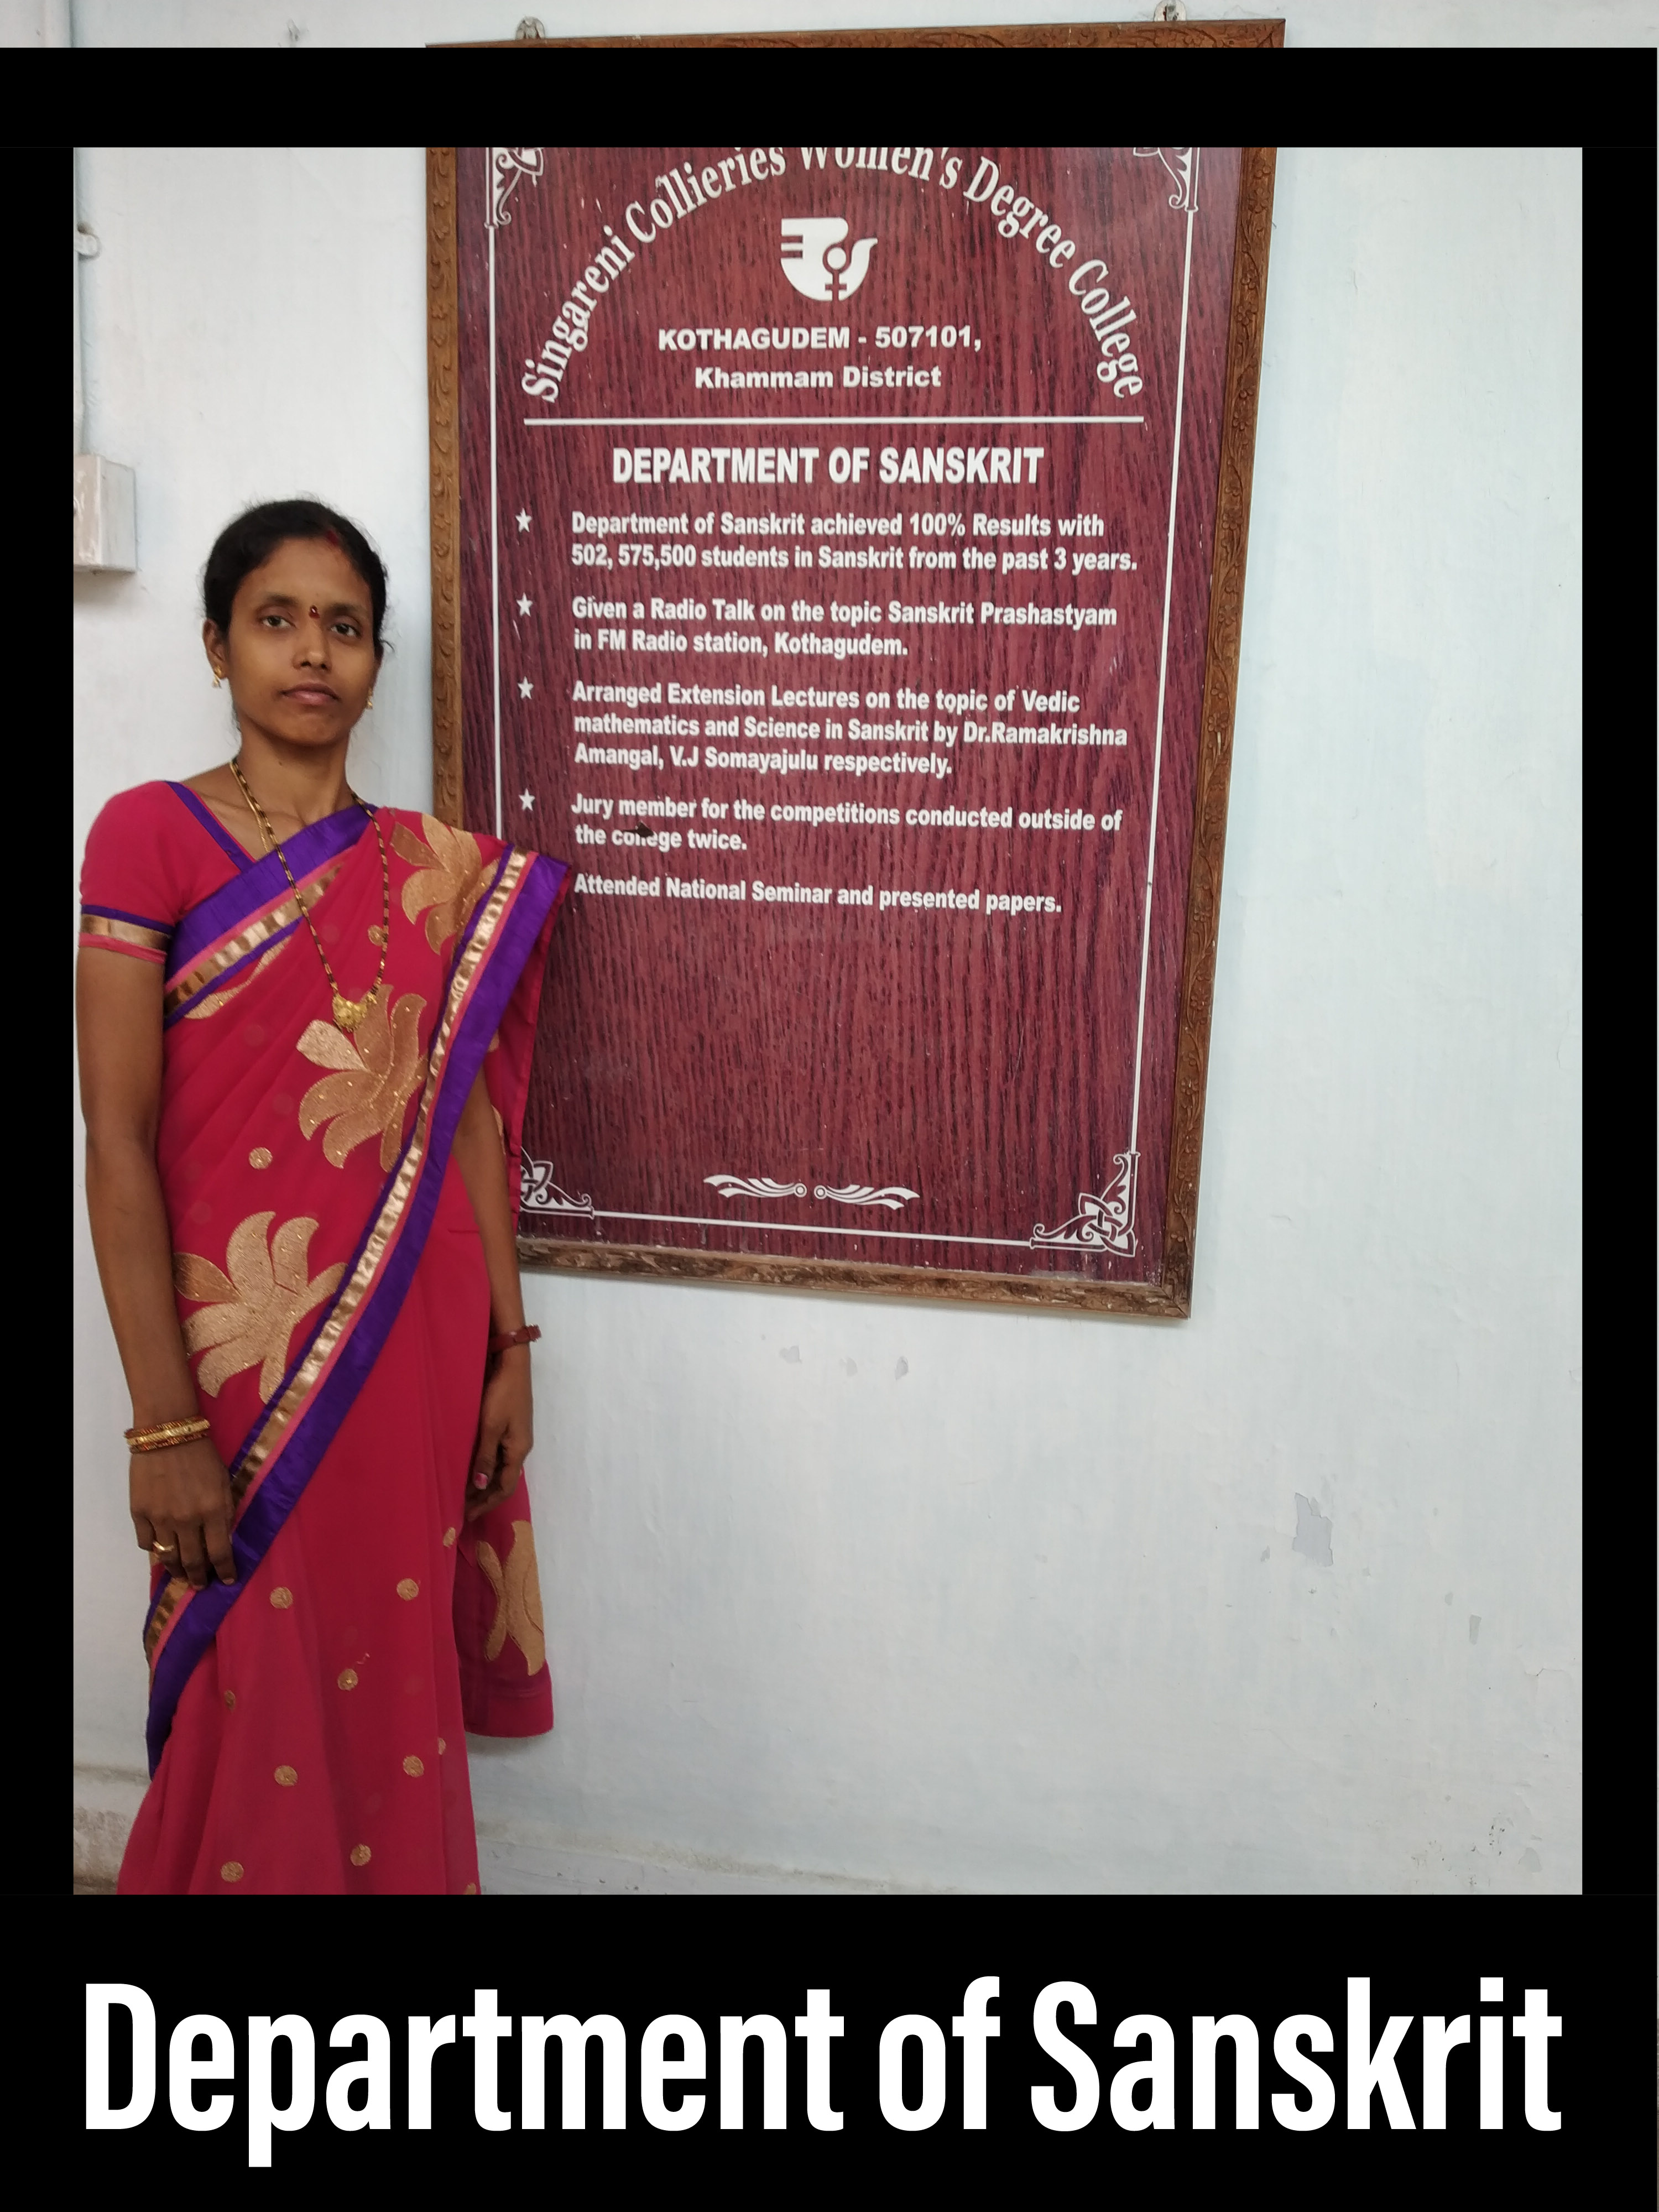 Singareni Collieries Women's Degree College
KOTHAGUDEM - 507101,
Khammam District
DEPARTMENT OF SANSKRIT
Department of Sanskrit achieved 100% Results with
502, 575,500 students in Sanskrit from the past 3 years.
Given a Radio Talk on the topic Sanskrit Prashastyam
in FM Radio station, Kothagudem.
Arranged Extension Lectures on the topic of Vedic
mathematics and Science in Sanskrit by Dr.Ramakrishna
Amangal, V.J Somayajulu respectively.
Jury member for the competitions conducted outside of
the college twice.
Attended National Seminar and presented papers.
Department of Sanskrit